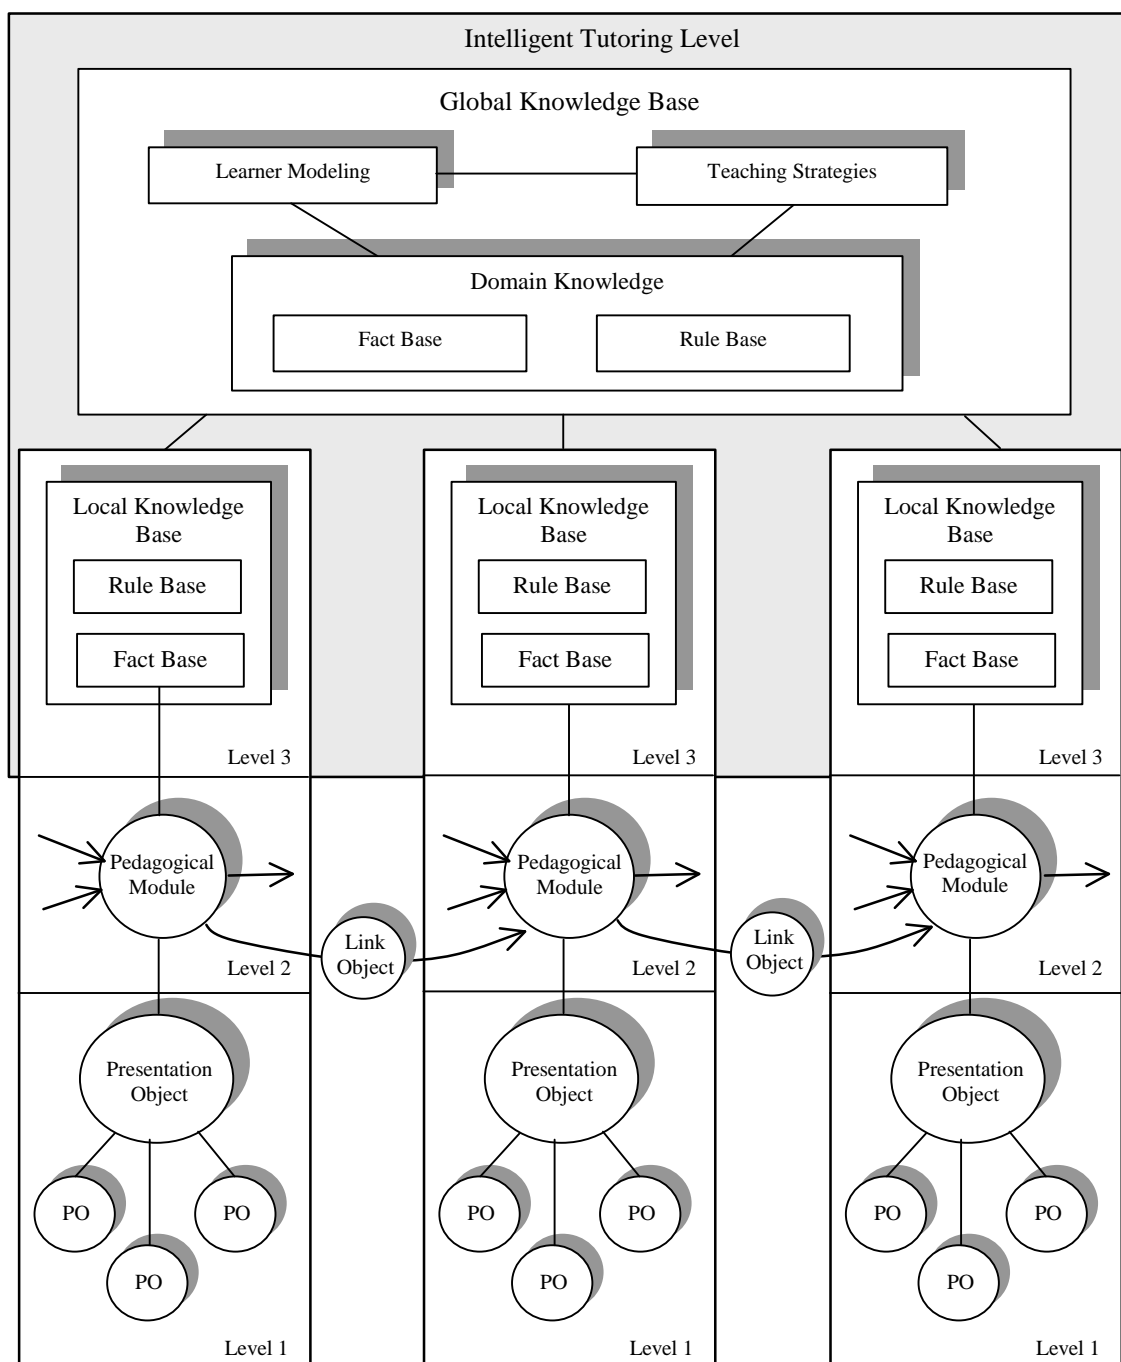 Intelligent Tutoring Level
Global Knowledge Base
Learner Modeling
Teaching Strategies
Domain Knowledge
Fact Base
Rule Base
Local Knowledge
Base
Rule Base
Fact Base
Level 3
Local Knowledge
Base
Rule Base
Fact Base
Level 3
Local Knowledge
Base
Rule Base
Fact Base
Level 3
Pedagogical
Module
Level 2
Link
Object
Pedagogical
Module
Level 2
Link
Object
Pedagogical
Module
Level 2
Presentation
Object
PO
PO
PO
Level 1
Presentation
Object
PO
PO
PO
Level 1
Presentation
Object
PO
PO
PO
Level 1